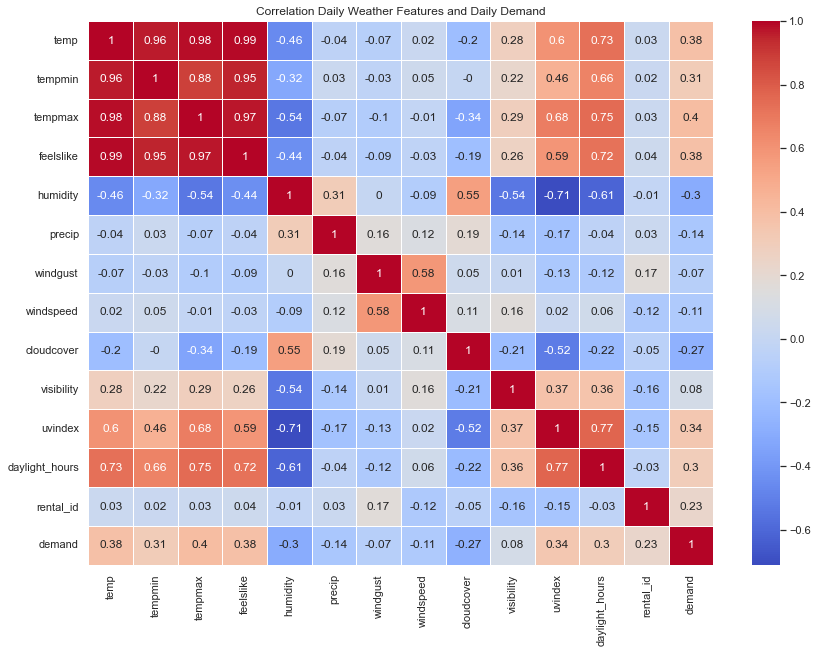 Correlation Daily Weather Features and Daily Demand
temp 1 0.96 0.98 0.99 -0.46 -0.04 -0.07 0.02 -0.2 0.28 0.6 0.73 0.03 0.38
tempmin 0.96 1 0.88 0.95 -0.32 0.03 -0.03 0.05 -0 0.22 0.46 0.66 0.02 0.31
tempmax 0.98 0.88 1 0.97 -0.54 -0.07 -0.1 -0.01 -0.34 0.29 0.68 0.75 0.03 0.4
feelslike 0.99 0.95 0.97 1 -0.44 -0.04 -0.09 -0.03 -0.19 0.26 0.59 0.72 0.04 0.38
humidity -0.46 -0.32 -0.54 -0.44 1 0.31 0 -0.09 0.55 -0.54 -0.71 -0.61 -0.01 -0.3
precip -0.04 0.03 -0.07 -0.04 0.31 1 0.16 0.12 0.19 -0.14 -0.17 -0.04 0.03 -0.14
windgust -0.07 -0.03 -0.1 -0.09 0 0.16 1 0.58 0.05 0.01 -0.13 -0.12 0.17 -0.07
windspeed 0.02 0.05 -0.01 -0.03 -0.09 0.12 0.58 1 0.11 0.16 0.02 0.06 -0.12 -0.11
cloudcover -0.2 -0 -0.34 -0.19 0.55 0.19 0.05 0.11 1 -0.21 -0.52 -0.22 -0.05 -0.27
visibility 0.28 0.22 0.29 0.26 -0.54 -0.14 0.01 0.16 -0.21 1 0.37 0.36 -0.16 0.08
uvindex 0.6 0.46 0.68 0.59 -0.71 -0.17 -0.13 0.02 -0.52 0.37 1 0.77 -0.15 0.34
daylight_hours 0.73 0.66 0.75 0.72 -0.61 -0.04 -0.12 0.06 -0.22 0.36 0.77 1 -0.03 0.3
rental_id 0.03 0.02 0.03 0.04 -0.01 0.03 0.17 -0.12 -0.05 -0.16 -0.15 -0.03 1 0.23
demand 0.38 0.31 0.4 0.38 -0.3 -0.14 -0.07 -0.11 -0.27 0.08 0.34 0.3 0.23 1
temp tempmin tempmax feelslike humidity precip windgust windspeed cloudcover visibility uvindex daylight_hours rental_id demand
1.0
0.8
0.6
0.4
0.2
0.0
−0.2
−0.4
−0.6